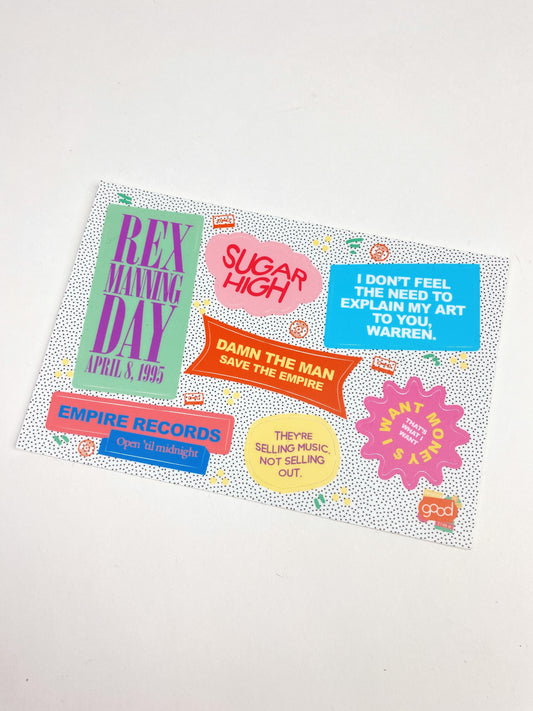 REX
MANNING
DAY
APRIL 8, 1995
SUGAR
HIGH
I DON'T FEEL
THE NEED TO
EXPLAIN MY ART
TO YOU,
WARREN.
DAMN THE MAN
SAVE THE EMPIRE
EMPIRE RECORDS
Open 'til midnight
THEY'RE
SELLING MUSIC,
NOT SELLING
OUT.
I WANT MONEYS
THAT'S
WHAT I
WANT
good